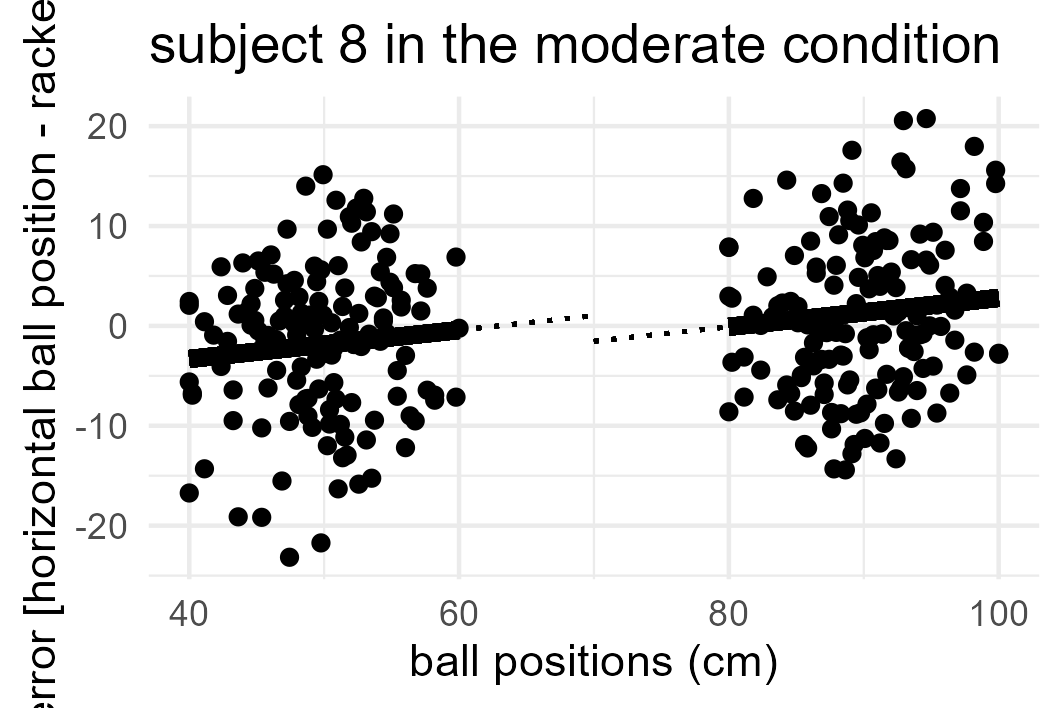 subject 8 in the moderate condition
error [horizontal ball position -
20
10
0
-10
-20
40 60 80 100
ball positions (cm)